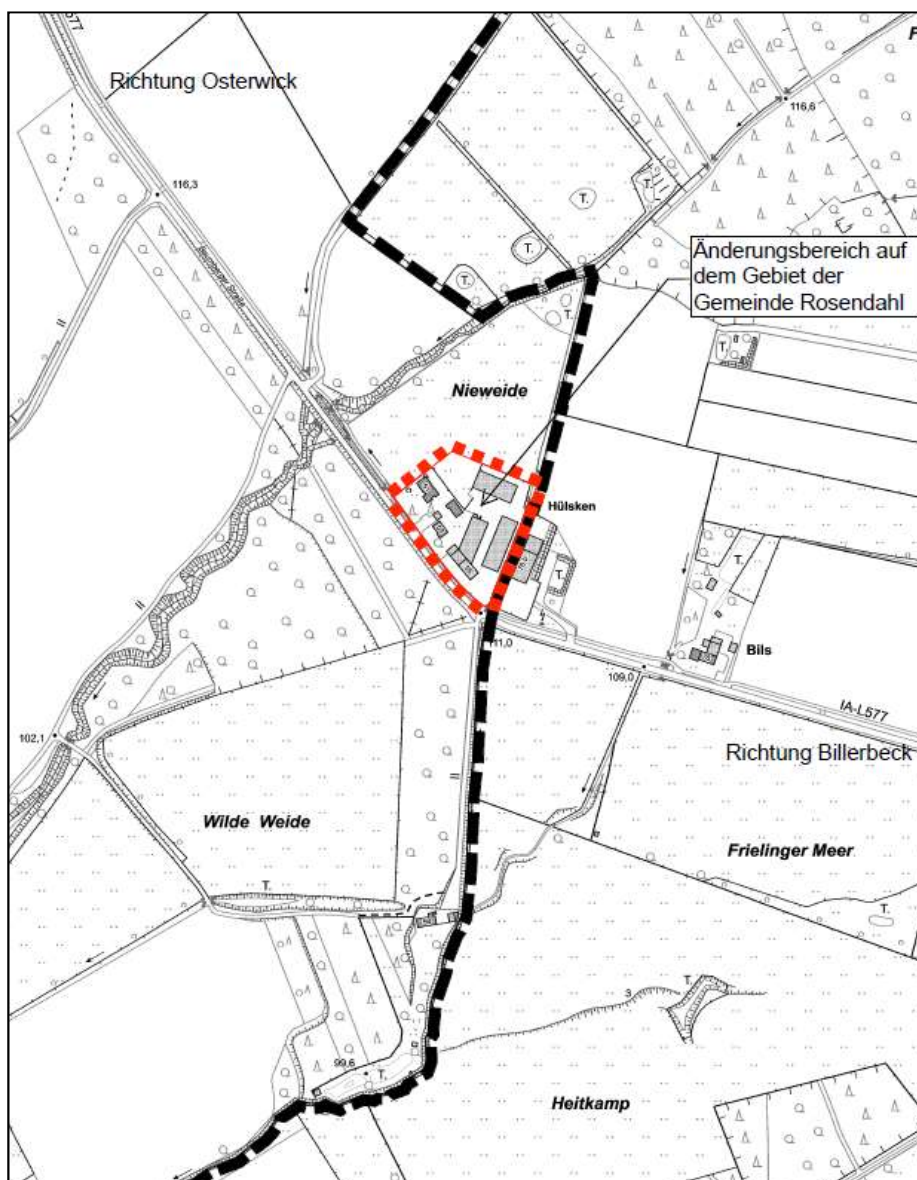 F
Richtung Osterwick
116,6
116,3
T.
T.
Änderungsbereich auf
dem Gebiet der
Gemeinde Rosendahl
T.
T.
T.
T.
Nieweide
Hülsken
T.
111,0
Bils
T.
109,0
IA-L577
Richtung Billerbeck
102,1
Wilde Weide
Frielinger Meer
T.
T.
T.
3
99,6
T.
Heitkamp